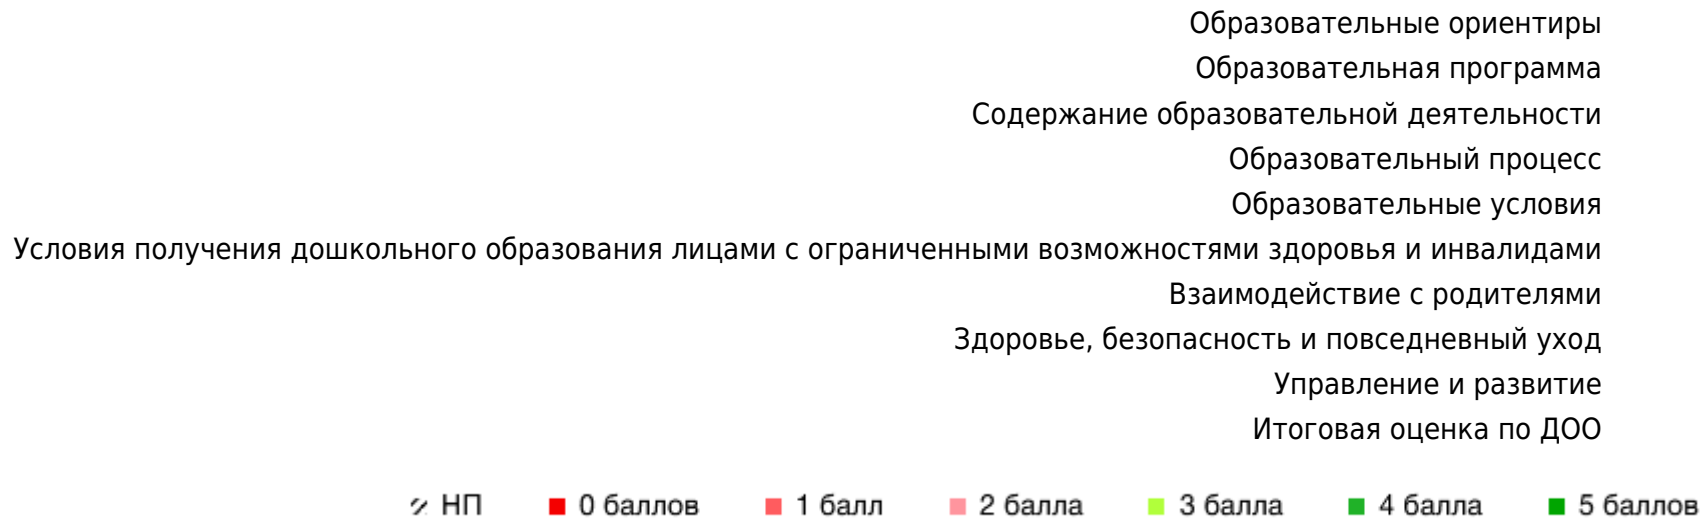 Образовательные ориентиры
Образовательная программа
Содержание образовательной деятельности
Образовательный процесс
Образовательные условия
Условия получения дошкольного образования лицами с ограниченными возможностями здоровья и инвалидами
Взаимодействие с родителями
Здоровье, безопасность и повседневный уход
Управление и развитие
Итоговая оценка по ДОО
НП 0 баллов 1 балл 2 балла 3 балла 4 балла 5 баллов